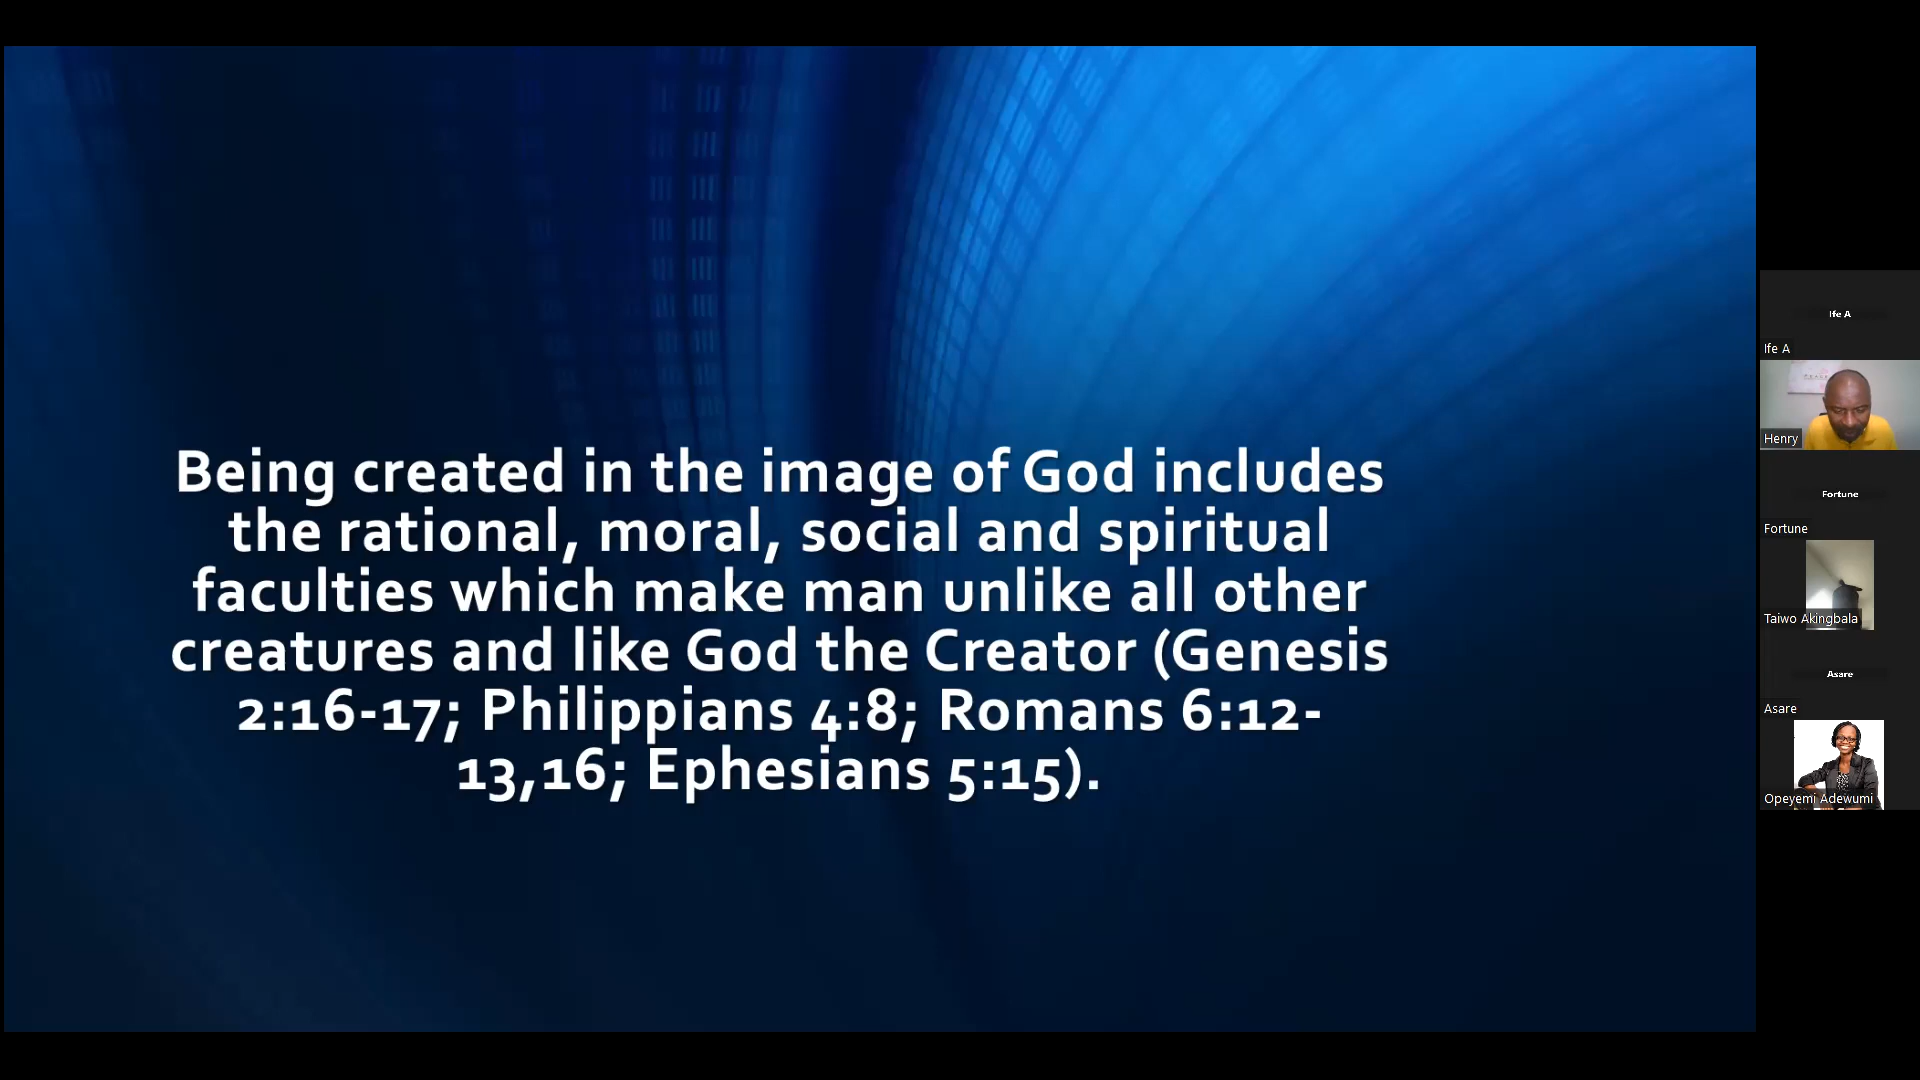 Being created in the image of God includes
the rational, moral, social and spiritual
faculties which make man unlike all other
creatures and like God the Creator (Genesis
2:16-17; Philippians 4:8; Romans 6:12-
13,16; Ephesians 5:15).
Ife A
Ife A
Henry
Fortune
Fortune
Taiwo Akingbala
Asare
Asare
Opeyemi Adewumi